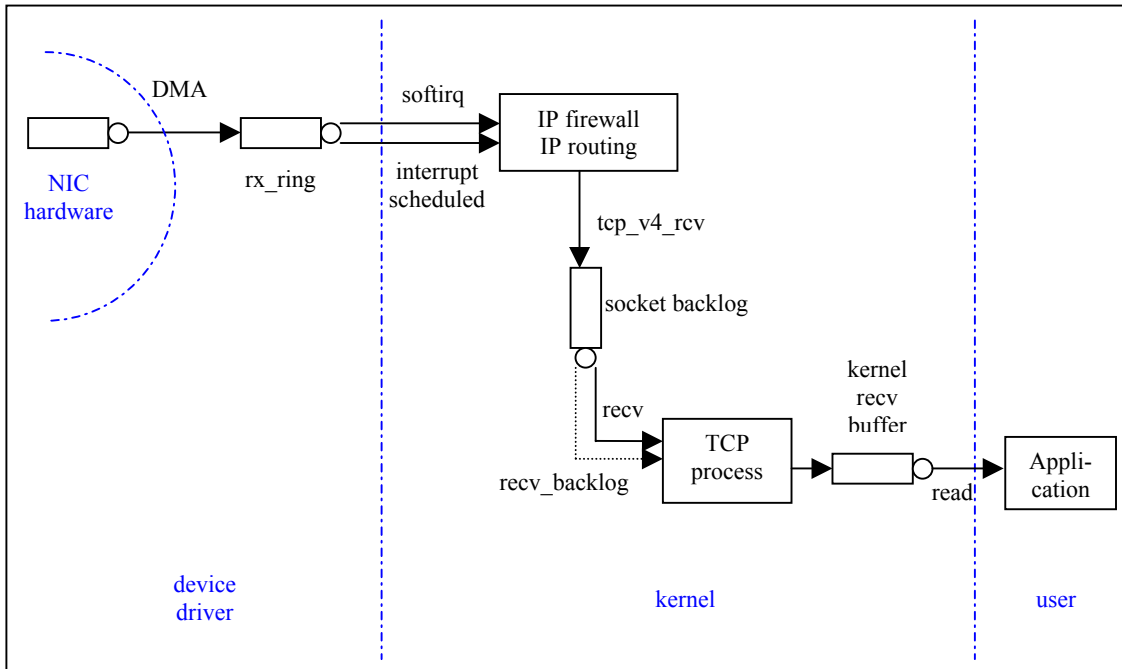 DMA
NIC
hardware
rx_ring
softirq
interrupt
scheduled
IP firewall
IP routing
tcp_v4_rcv
socket backlog
recv
recv_backlog
TCP
process
kernel
recv
buffer
read
Appli-
cation
device
driver
kernel
user